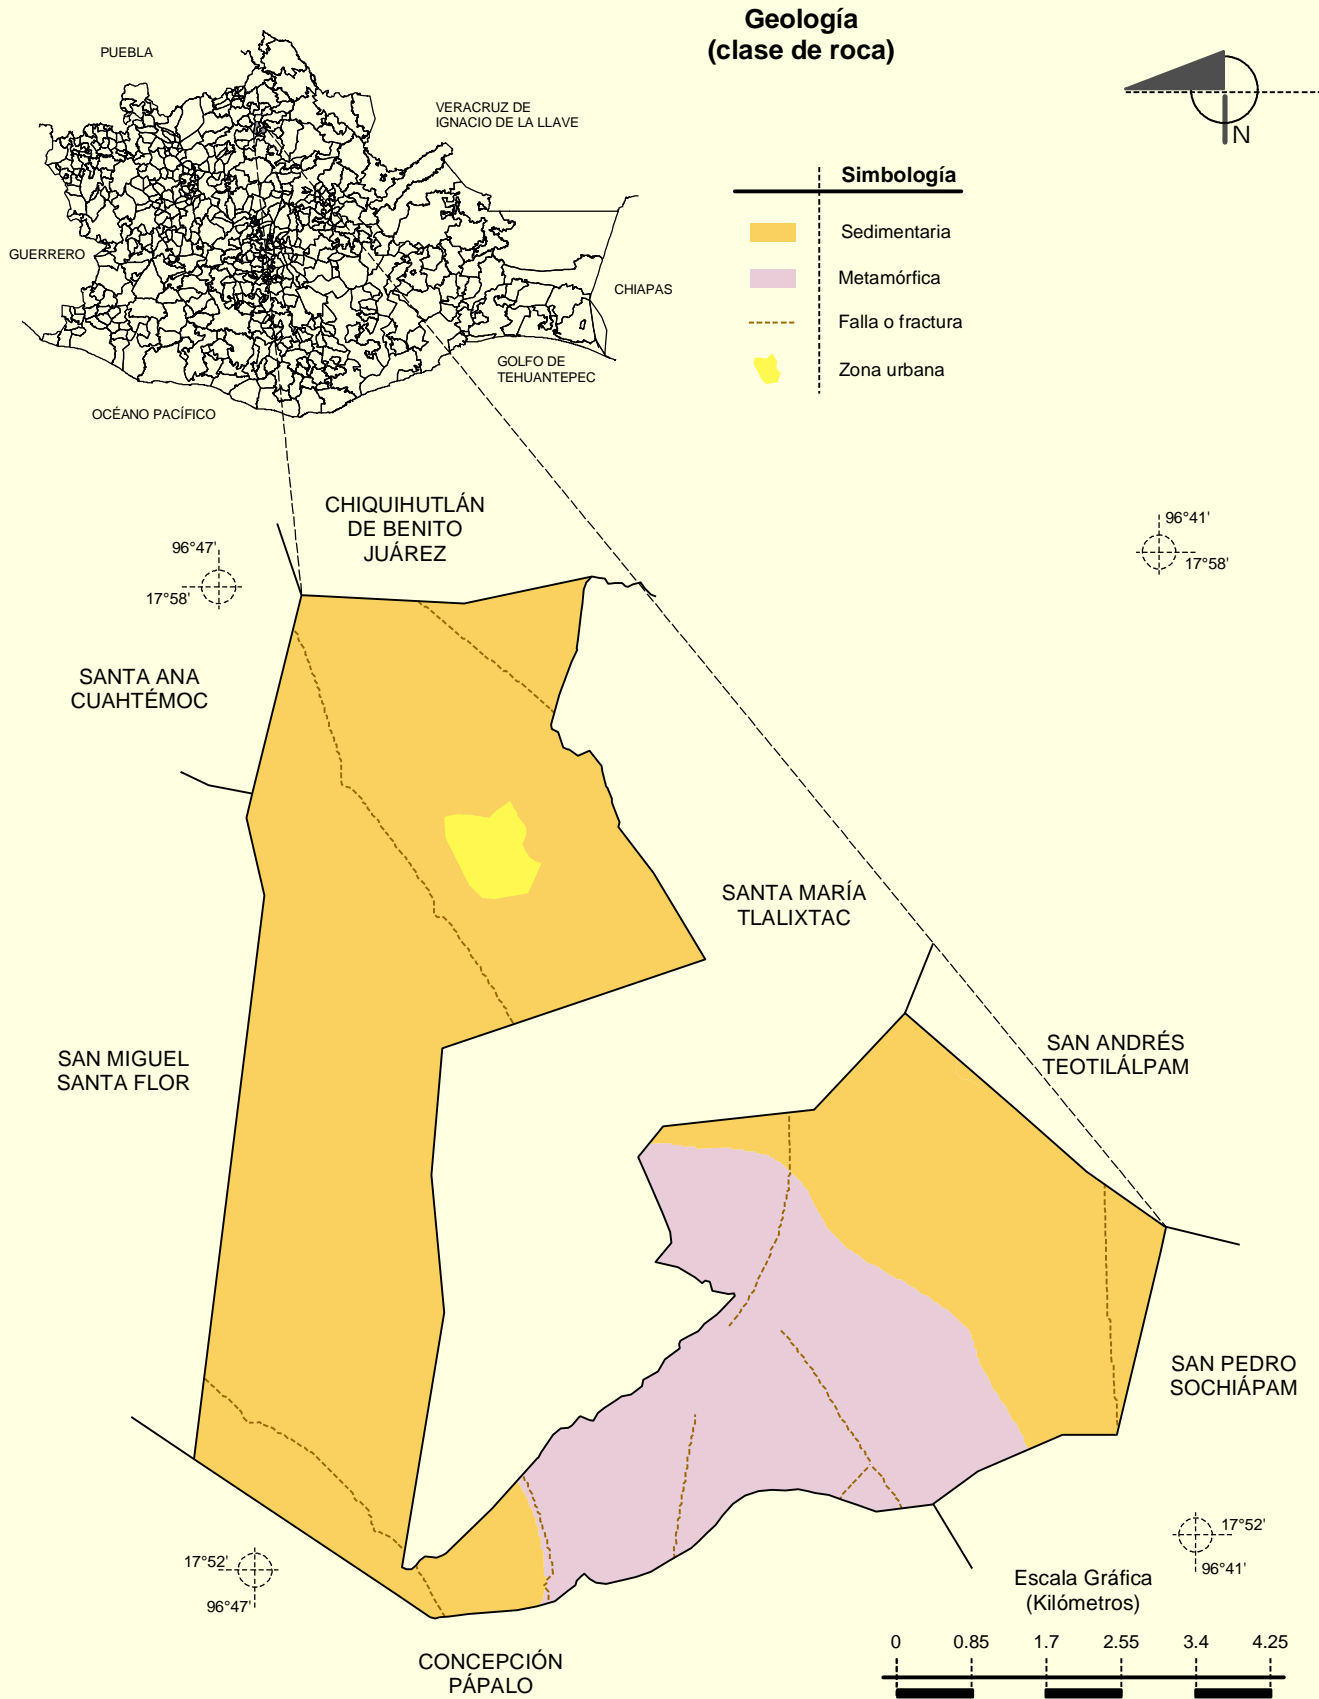 Geología
(clase de roca)
PUEBLA
VERACRUZ DE
IGNACIO DE LA LLAVE
GUERRERO
CHIAPAS
GOLFO DE
TEHUANTEPEC
OCÉANO PACÍFICO
N
Simbología
Sedimentaria
Metamórfica
Falla o fractura
Zona urbana
CHIQUIHUTLÁN
DE BENITO
JUÁREZ
96°47'
17°58'
96°41'
17°58'
SANTA ANA
CUAHTÉMOC
SANTA MARÍA
TLALIXTAC
SAN MIGUEL
SANTA FLOR
SAN ANDRÉS
TEOTILÁLPAM
SAN PEDRO
SOCHIÁPAM
17°52'
96°47'
17°52'
96°41'
CONCEPCIÓN
PÁPALO
Escala Gráfica
(Kilómetros)
0 0.85 1.7 2.55 3.4 4.25